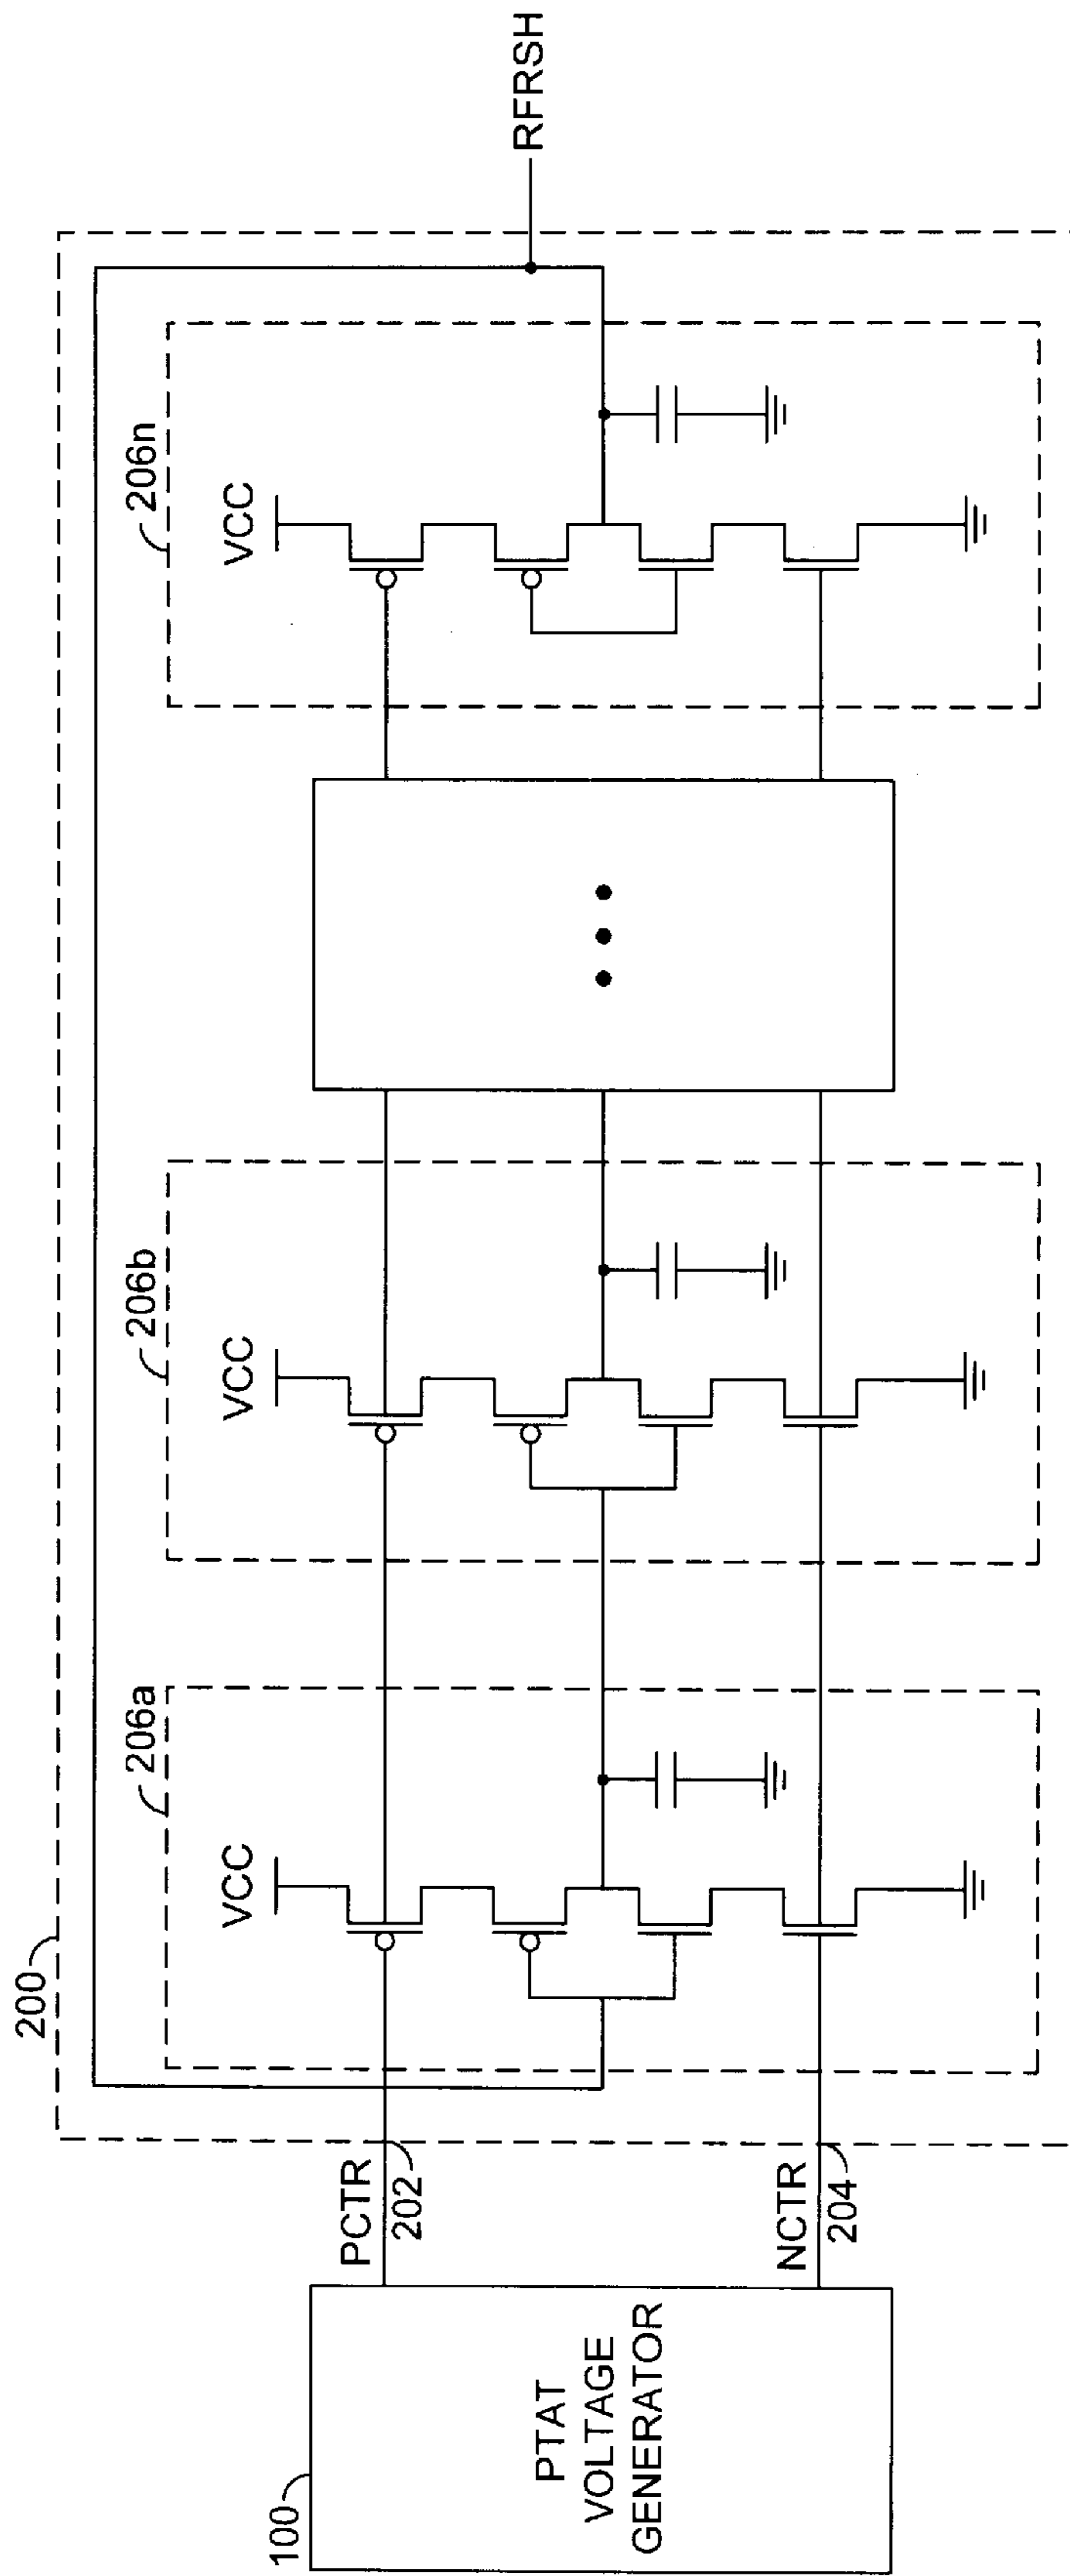 200
206a
206b
206n
VCC
VCC
VCC
RFRSH
100
PTAT
VOLTAGE
GENERATOR
PCTR
202
NCTR
204